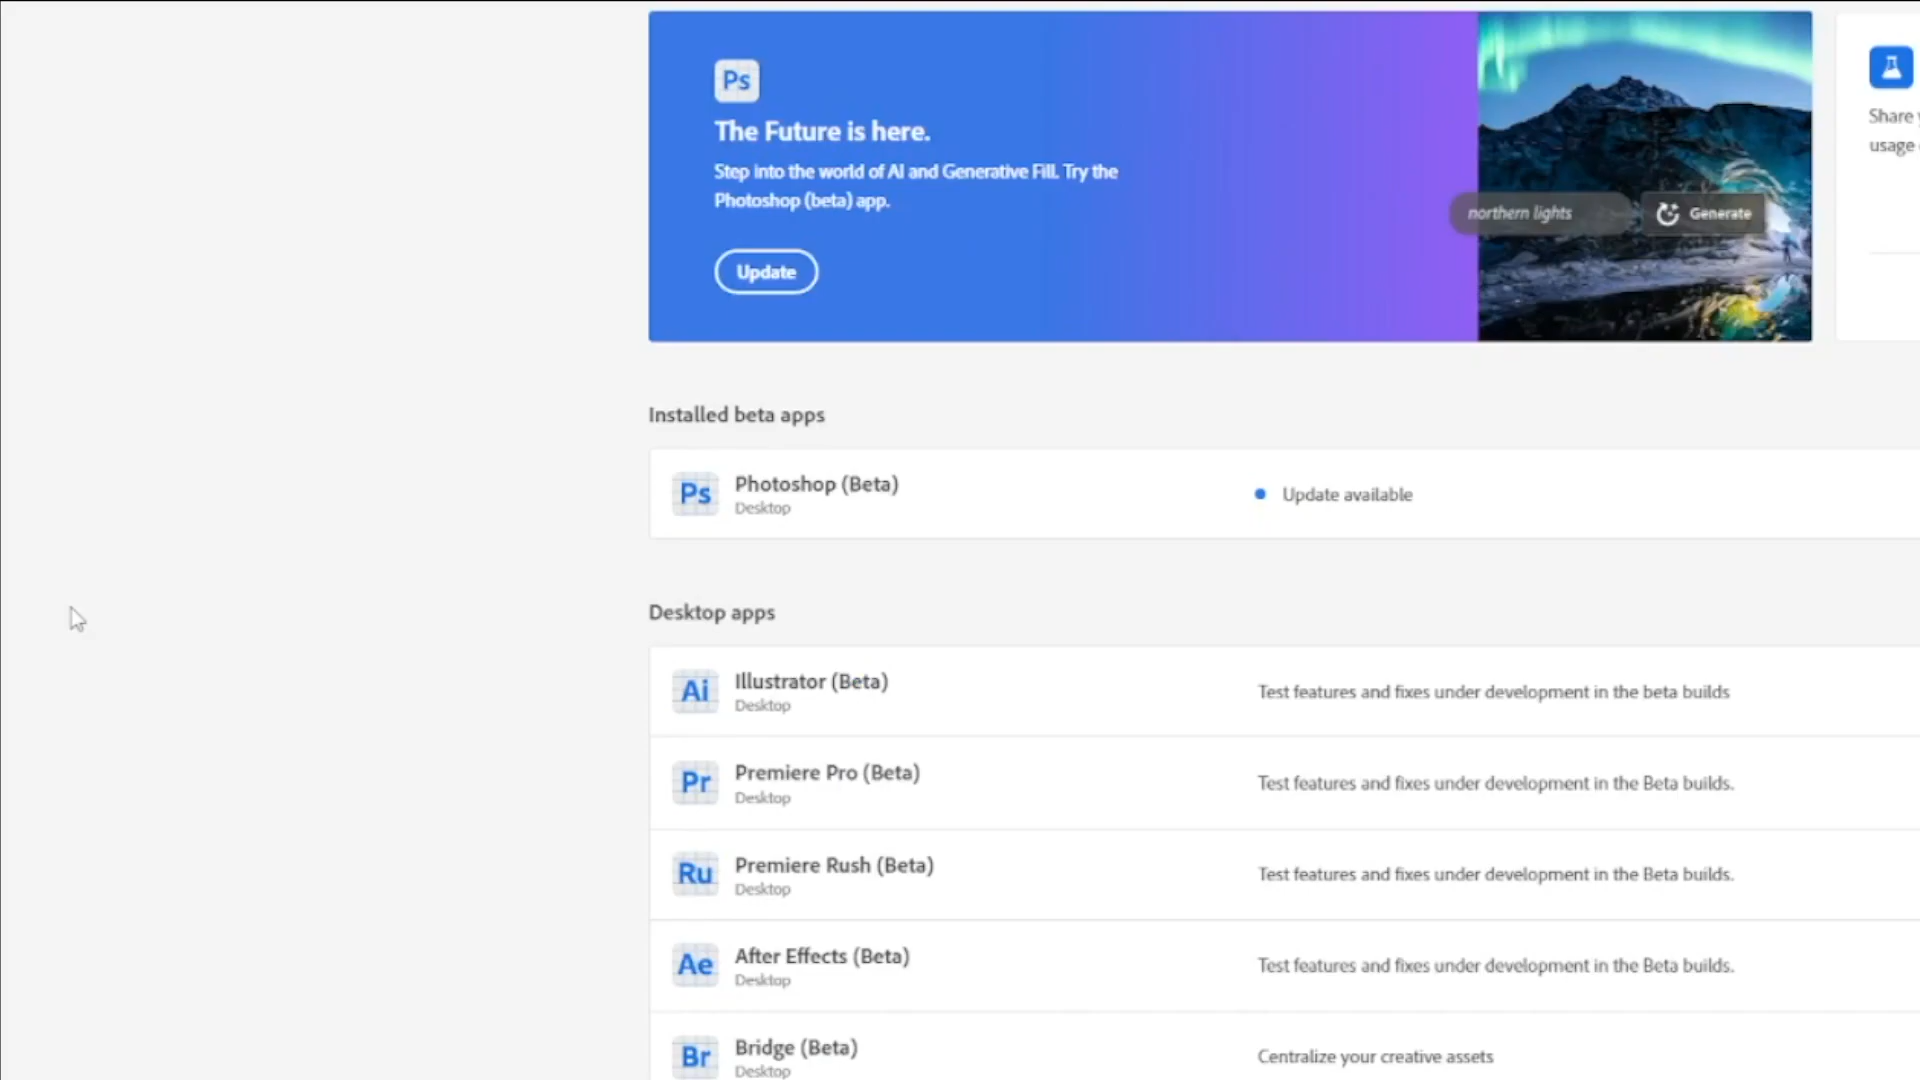 Ps
The Future is here.
Step into the world of AI and Generative Fill. Try the
Photoshop (beta) app.
Update
northern lights
Generate
Share
usage
Installed beta apps
Ps
Photoshop (Beta)
Desktop
Update available
Desktop apps
Ai
Illustrator (Beta)
Desktop
Test features and fixes under development in the beta builds
Pr
Premiere Pro (Beta)
Desktop
Test features and fixes under development in the Beta builds.
Ru
Premiere Rush (Beta)
Desktop
Test features and fixes under development in the Beta builds.
Ae
After Effects (Beta)
Desktop
Test features and fixes under development in the Beta builds.
Br
Bridge (Beta)
Desktop
Centralize your creative assets